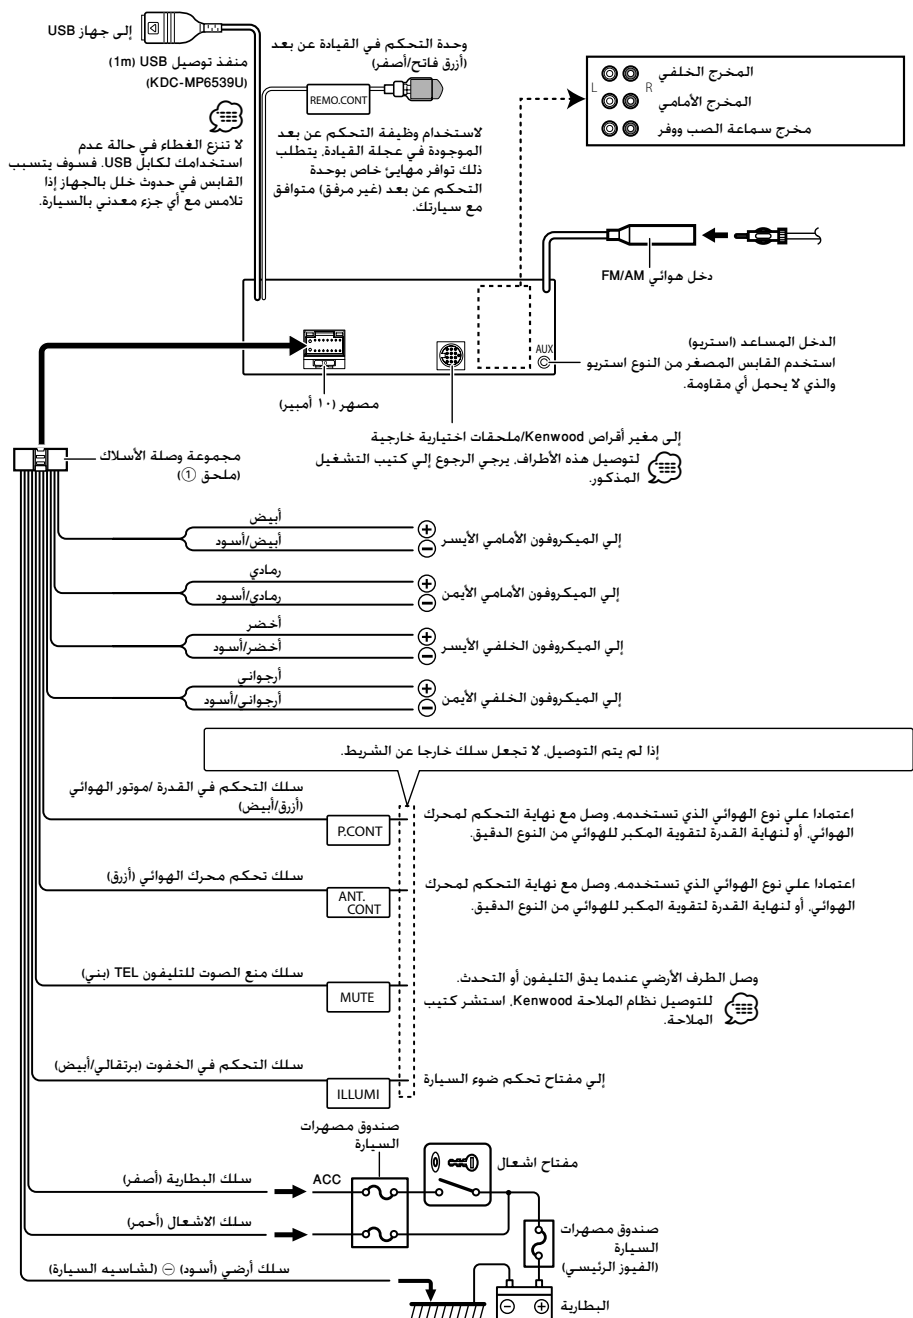 إلى جهاز USB
منفذ توصيل USB (1m)
(KDC-MP6539U)
لا تنزع الغطاء في حالة عدم
استخدامك لكابل USB. فسوف يتسبب
القابس في حدوث خلل بالجهاز إذا
تلامس مع أي جزء معدني بالسيارة.
وحدة التحكم في القيادة عن بعد
(أزرق فاتح/أصفر)
REMO.CONT
لاستخدام وظيفة التحكم عن بعد
الموجودة في عجلة القيادة، يتطلب
ذلك توافر مهايئ خاص بوحدة
التحكم عن بعد (غير مرفق) متوافق
مع سيارتك.
L
R
المخرج الخلفي
المخرج الأمامي
مخرج سماعة الصب ووفر
دخل هوائي FM/AM
AUX
الدخل المساعد (استريو)
استخدم القابس المصغر من النوع استريو
والذي لا يحمل أي مقاومة.
مصهر (١٠ أمبير)
إلى مغير أقراص Kenwood/ملحقات اختيارية خارجية
لتوصيل هذه الأطراف، يرجي الرجوع إلي كتيب التشغيل
المذكور.
مجموعة وصلة الأسلاك
(ملحق ①)
أبيض
أبيض/أسود
⊕
⊖
إلي الميكروفون الأمامي الأيسر
رمادي
رمادي/أسود
⊕
⊖
إلي الميكروفون الأمامي الأيمن
أخضر
أخضر/أسود
⊕
⊖
إلي الميكروفون الخلفي الأيسر
أرجواني
أرجواني/أسود
⊕
⊖
إلي الميكروفون الخلفي الأيمن
إذا لم يتم التوصيل، لا تجعل سلك خارجا عن الشريط.
سلك التحكم في القدرة /موتور الهوائي
(أزرق/أبيض)
P.CONT
اعتمادا علي نوع الهوائي الذي تستخدمه، وصل مع نهاية التحكم لمحرك
الهوائي، أو لنهاية القدرة لتقوية المكبر للهوائي من النوع الدقيق.
سلك تحكم محرك الهوائي (أزرق)
ANT.
CONT
اعتمادا علي نوع الهوائي الذي تستخدمه، وصل مع نهاية التحكم لمحرك
الهوائي، أو لنهاية القدرة لتقوية المكبر للهوائي من النوع الدقيق.
سلك منع الصوت للتليفون TEL (بني)
MUTE
وصل الطرف الأرضي عندما يدق التليفون أو التحدث.
للتوصيل نظام الملاحة Kenwood، استشر كتيب
الملاحة.
سلك التحكم في الخفوت (برتقالي/أبيض)
ILLUMI
إلي مفتاح تحكم ضوء السيارة
صندوق مصهرات
السيارة
مفتاح اشعال
سلك البطارية (أصفر)
ACC
سلك الاشعال (أحمر)
صندوق مصهرات
السيارة
(الفيوز الرئيسي)
سلك أرضي (أسود) ⊖ (لشاسيه السيارة)
⊖
⊕
البطارية